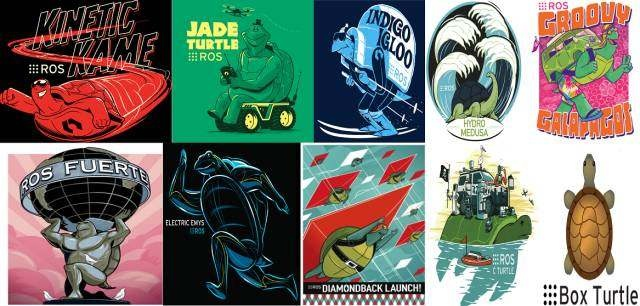 KINETIC
KAME
ROS
JADE
TURTLE
ROS
INDIGO
IGLOO
ROS
ROS
HYDRO
MEDUSA
ROS
GROOVY
GALÁPAGOS
ROS FUERTE
ELECTRIC EMYS
ROS
ROS DIAMONDBACK LAUNCH!
ROS
C TURTLE
Box Turtle